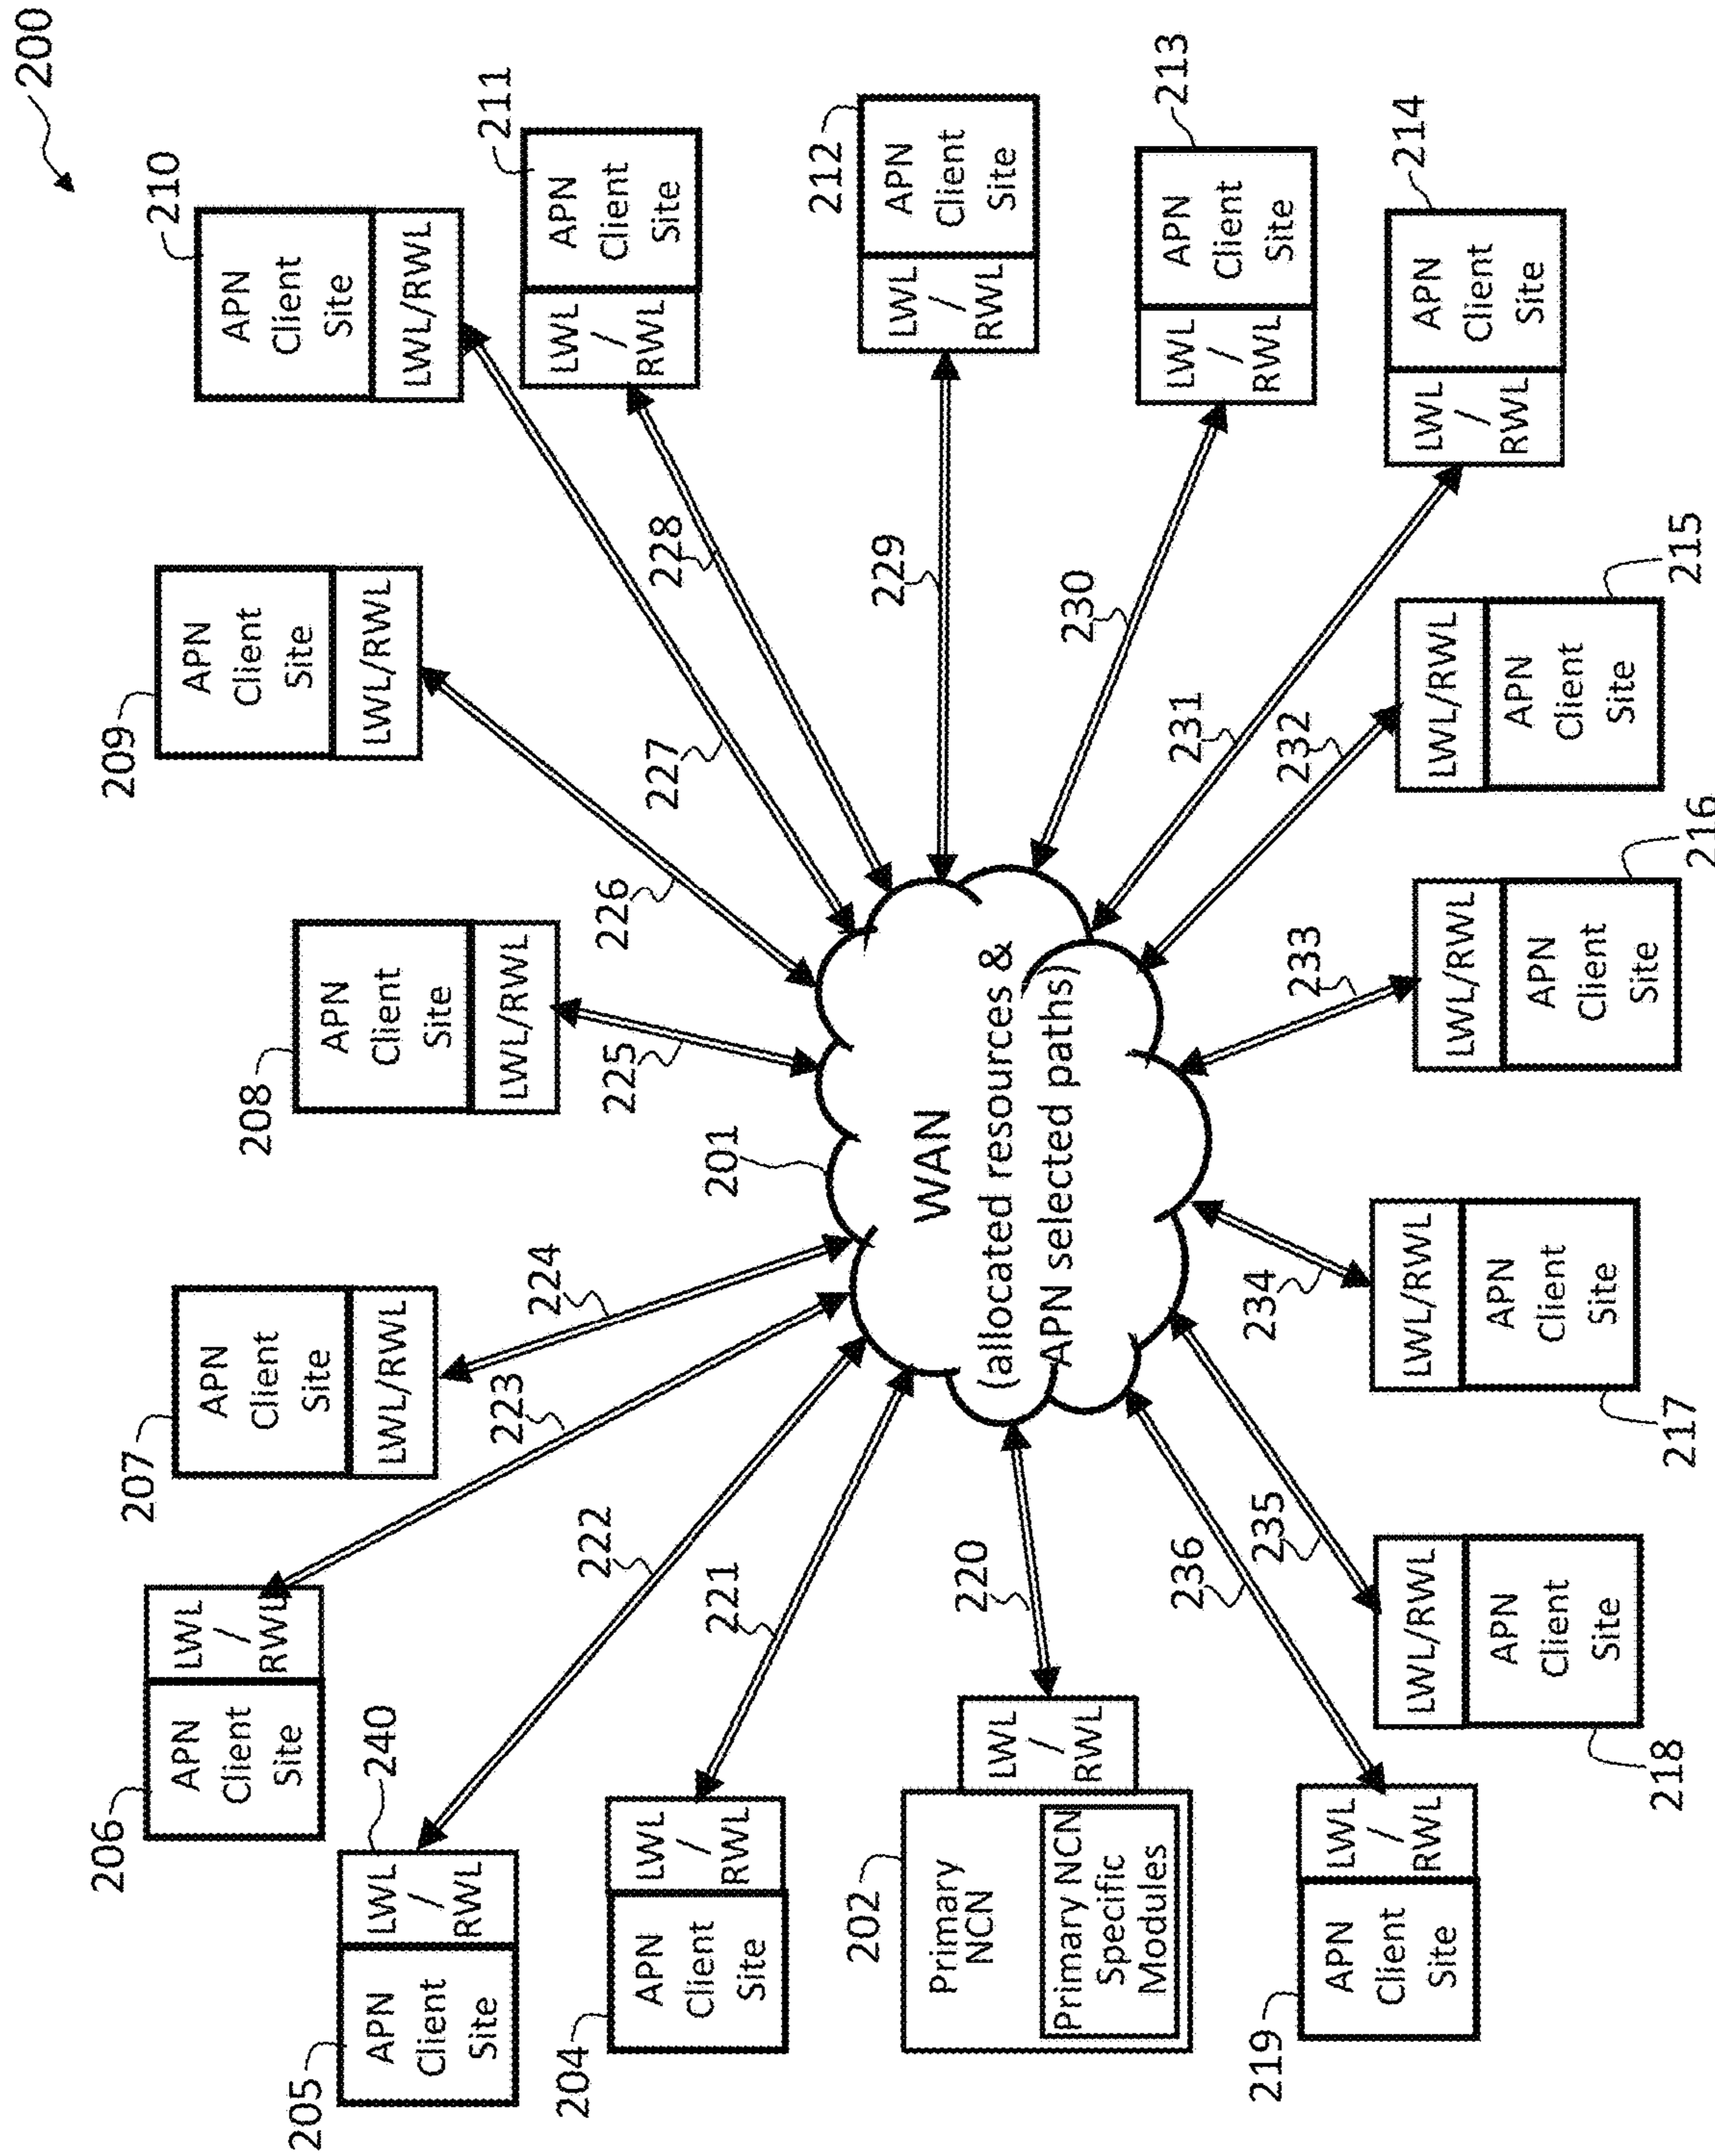 200
206
APN
Client
Site
LWL
/
RWL
207
APN
Client
Site
LWL/RWL
208
APN
Client
Site
LWL/RWL
209
APN
Client
Site
LWL/RWL
210
APN
Client
Site
LWL/RWL
205
APN
Client
Site
240
LWL
/
RWL
211
LWL
/
RWL
APN
Client
Site
222
223
224
225
226
227
228
204
APN
Client
Site
LWL
/
RWL
221
201
WAN
(allocated resources &
APN selected paths)
229
212
LWL
/
RWL
APN
Client
Site
202
Primary
NCN
Primary NCN
Specific
Modules
LWL
/
RWL
220
230
213
LWL
/
RWL
APN
Client
Site
236
235
234
233
232
231
219
APN
Client
Site
LWL
/
RWL
214
LWL
/
RWL
APN
Client
Site
LWL/RWL
APN
Client
Site
218
LWL/RWL
APN
Client
Site
217
LWL/RWL
APN
Client
Site
216
LWL/RWL
APN
Client
Site
215